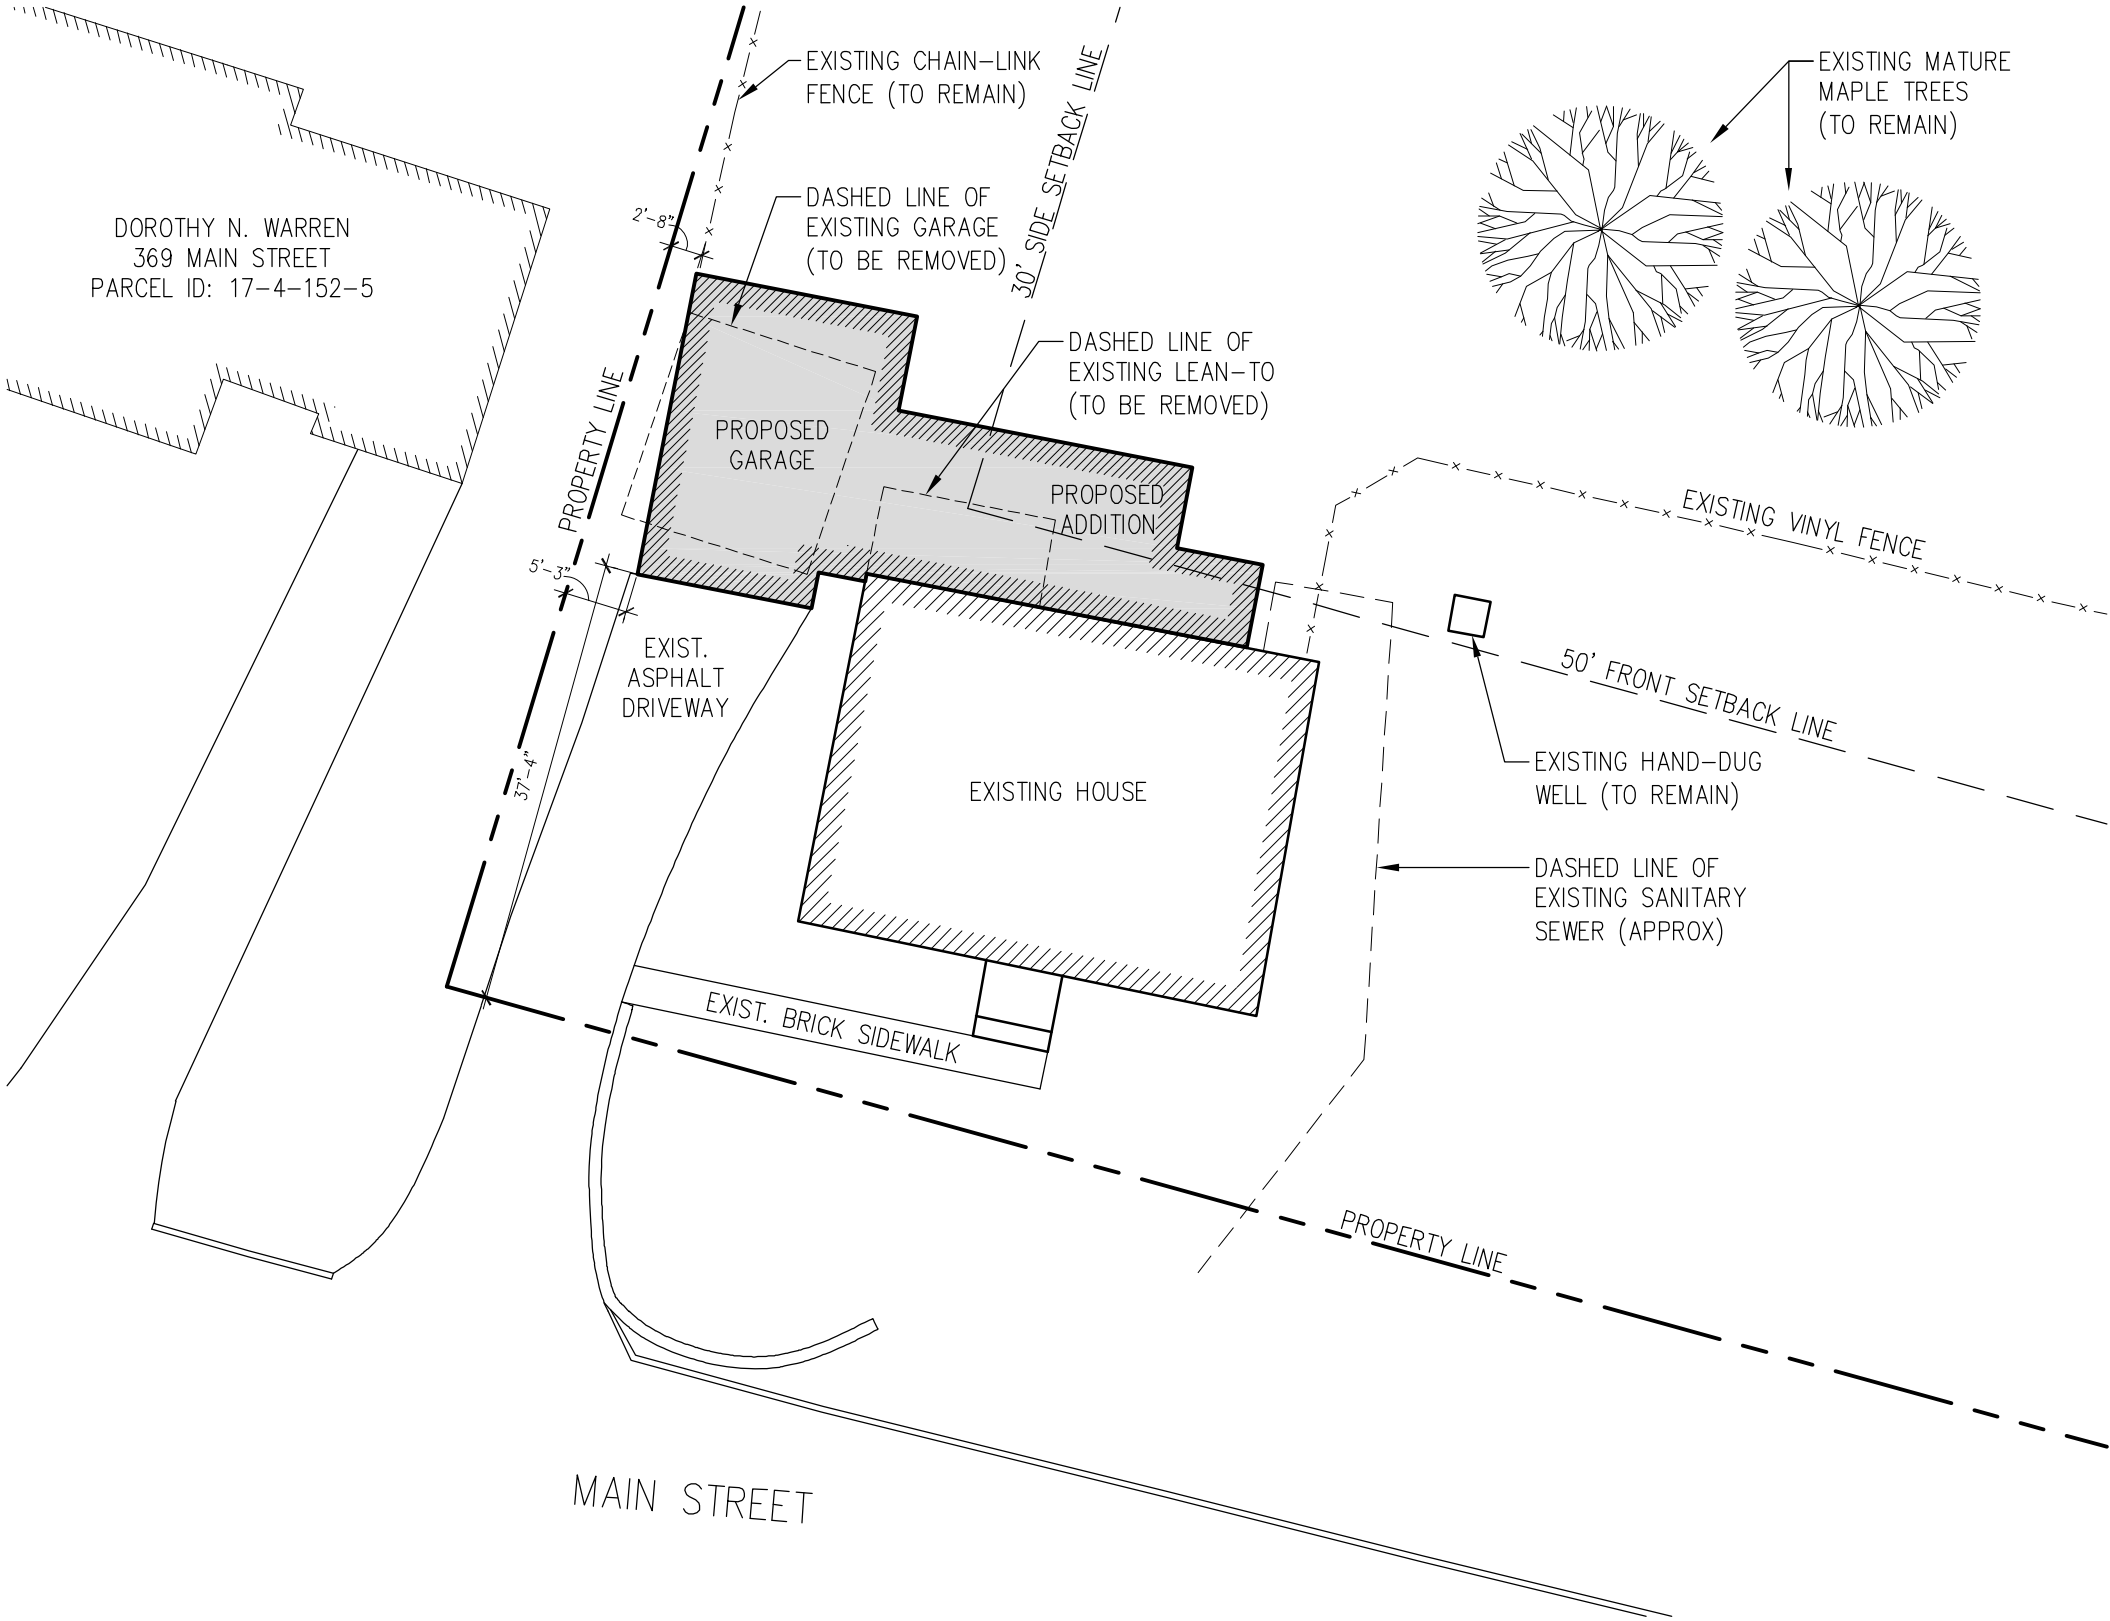 EXISTING CHAIN-LINK
FENCE (TO REMAIN)
30' SIDE SETBACK LINE
EXISTING MATURE
MAPLE TREES
(TO REMAIN)
DOROTHY N. WARREN
369 MAIN STREET
PARCEL ID: 17-4-152-5
2'-8"
DASHED LINE OF
EXISTING GARAGE
(TO BE REMOVED)
DASHED LINE OF
EXISTING LEAN-TO
(TO BE REMOVED)
PROPERTY LINE
PROPOSED
GARAGE
PROPOSED
ADDITION
EXISTING VINYL FENCE
5'-3"
EXIST.
ASPHALT
DRIVEWAY
50' FRONT SETBACK LINE
37'-4"
EXISTING HOUSE
EXISTING HAND-DUG
WELL (TO REMAIN)
DASHED LINE OF
EXISTING SANITARY
SEWER (APPROX)
EXIST. BRICK SIDEWALK
PROPERTY LINE
MAIN STREET